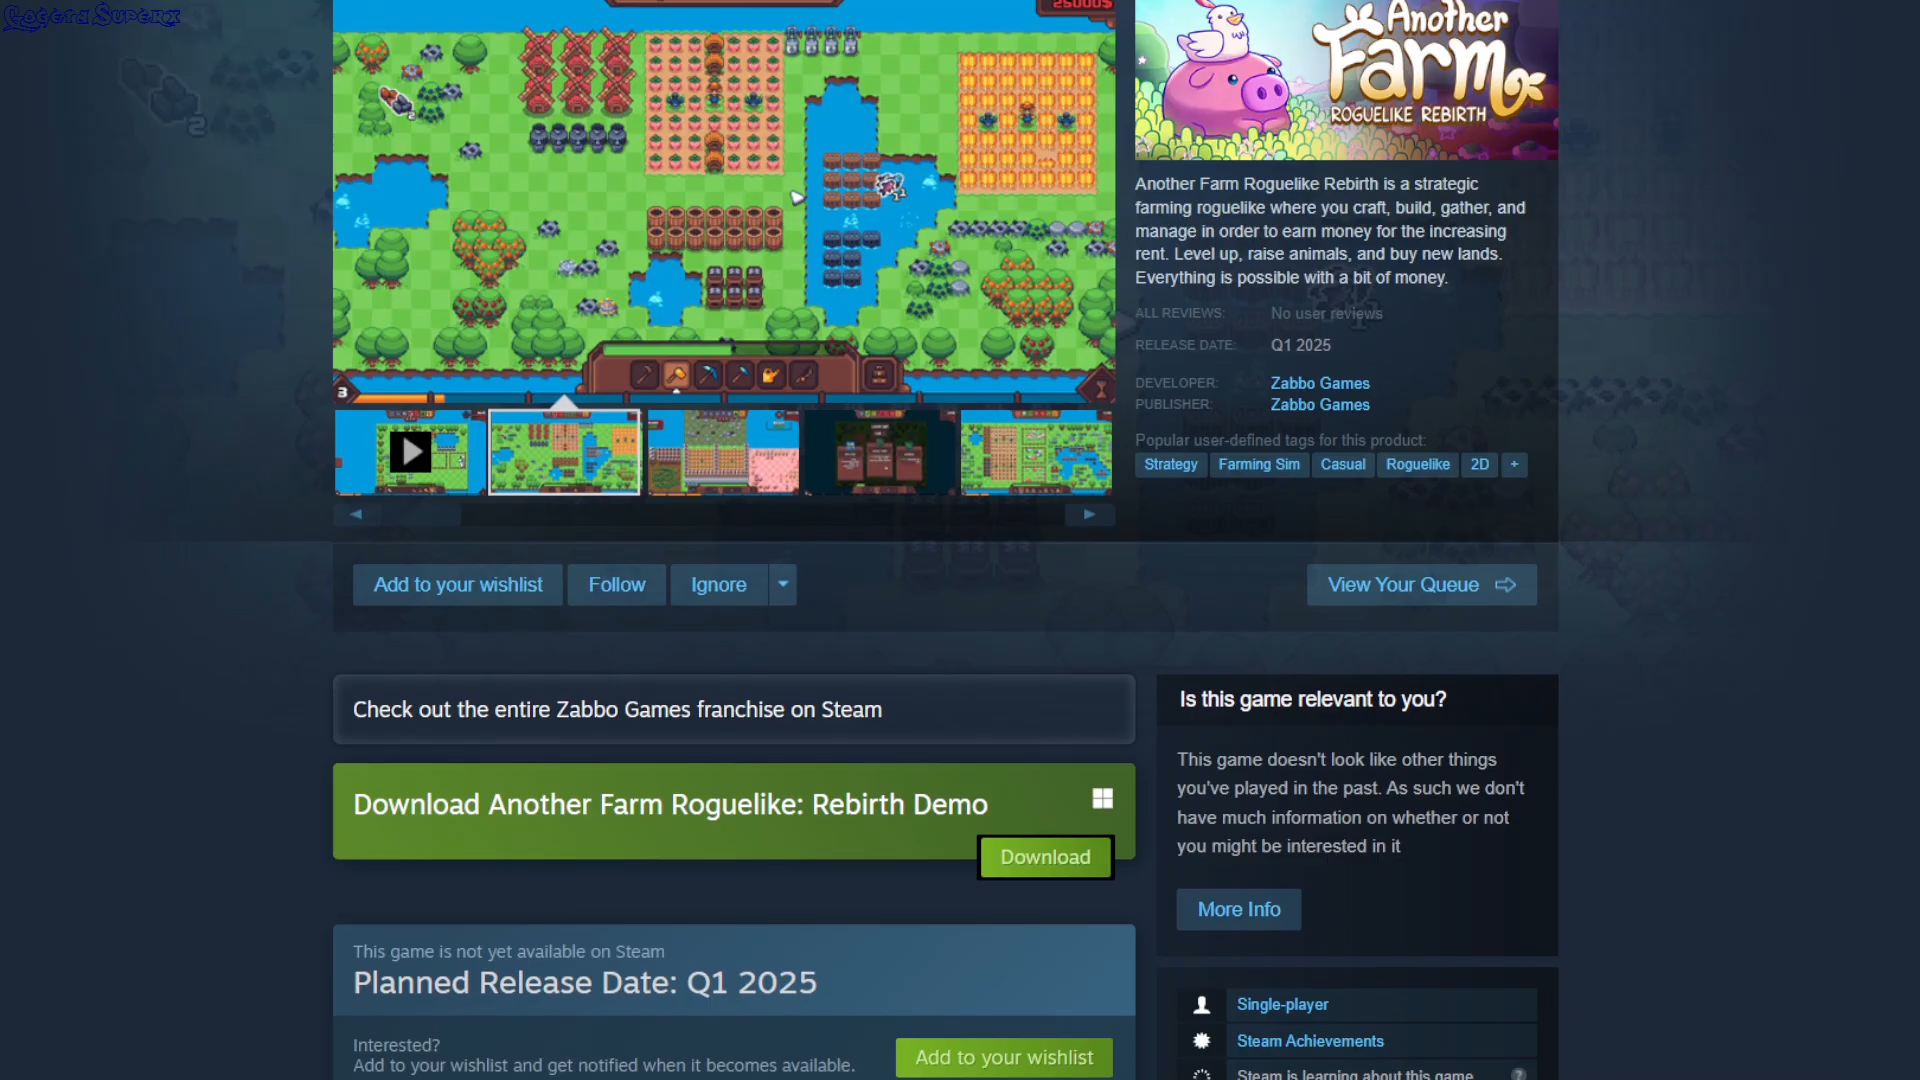 Rogeta Superx
25000$
2
1
3
Another
Farm
ROGUELIKE REBIRTH
Another Farm Roguelike Rebirth is a strategic
farming roguelike where you craft, build, gather, and
manage in order to earn money for the increasing
rent. Level up, raise animals, and buy new lands.
Everything is possible with a bit of money.
ALL REVIEWS: No user reviews
RELEASE DATE: Q1 2025
DEVELOPER: Zabbo Games
PUBLISHER: Zabbo Games
Popular user-defined tags for this product:
Strategy Farming Sim Casual Roguelike 2D +
Add to your wishlist Follow Ignore
View Your Queue
Check out the entire Zabbo Games franchise on Steam
Download Another Farm Roguelike: Rebirth Demo
Download
This game is not yet available on Steam
Planned Release Date: Q1 2025
Interested?
Add to your wishlist and get notified when it becomes available.
Add to your wishlist
Is this game relevant to you?
This game doesn't look like other things
you've played in the past. As such we don't
have much information on whether or not
you might be interested in it
More Info
Single-player
Steam Achievements
Steam is learning about this game ?